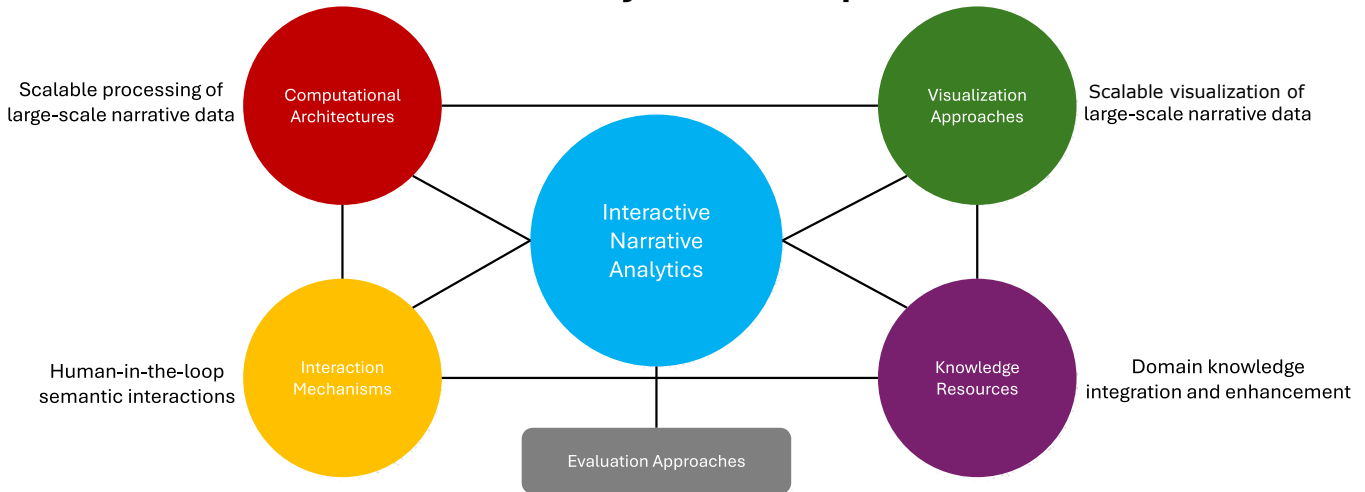 Scalable processing of
large-scale narrative data
Computational
Architectures
Visualization
Approaches
Scalable visualization of
large-scale narrative data
Interactive
Narrative
Analytics
Human-in-the-loop
semantic interactions
Interaction
Mechanisms
Knowledge
Resources
Domain knowledge
integration and enhancement
Evaluation Approaches